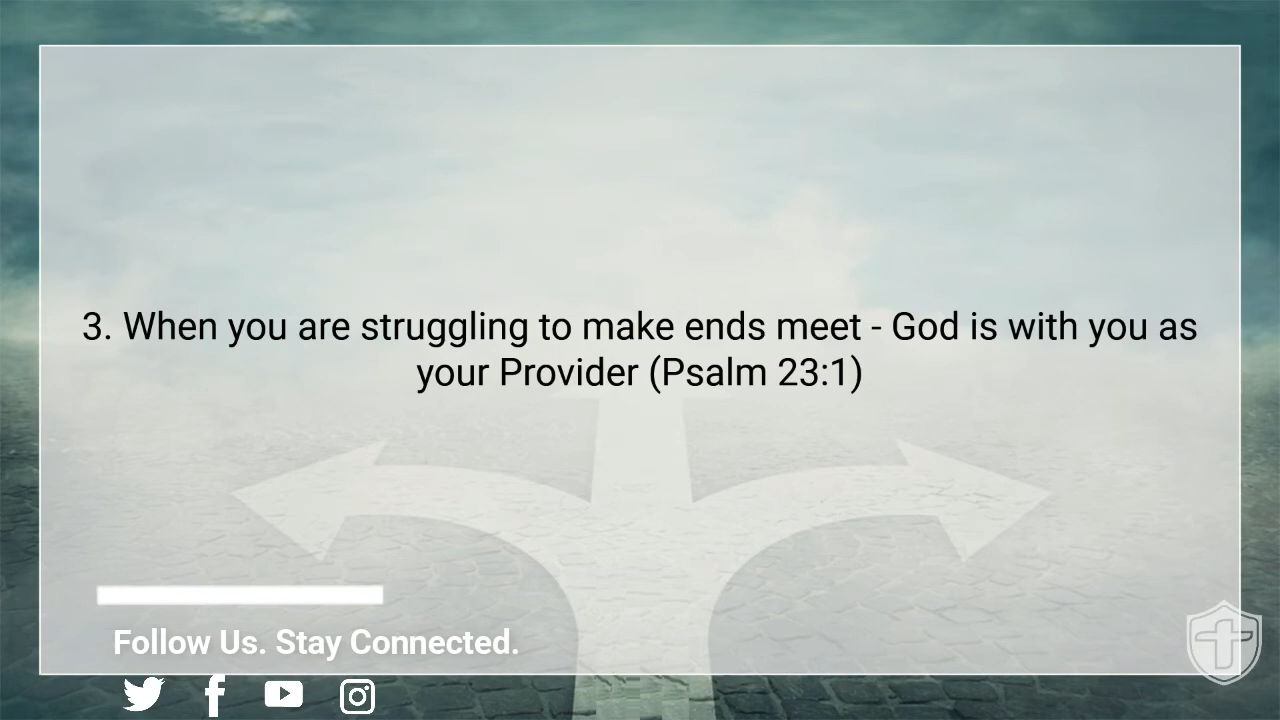 3. When you are struggling to make ends meet - God is with you as
your Provider (Psalm 23:1)
Follow Us. Stay Connected.